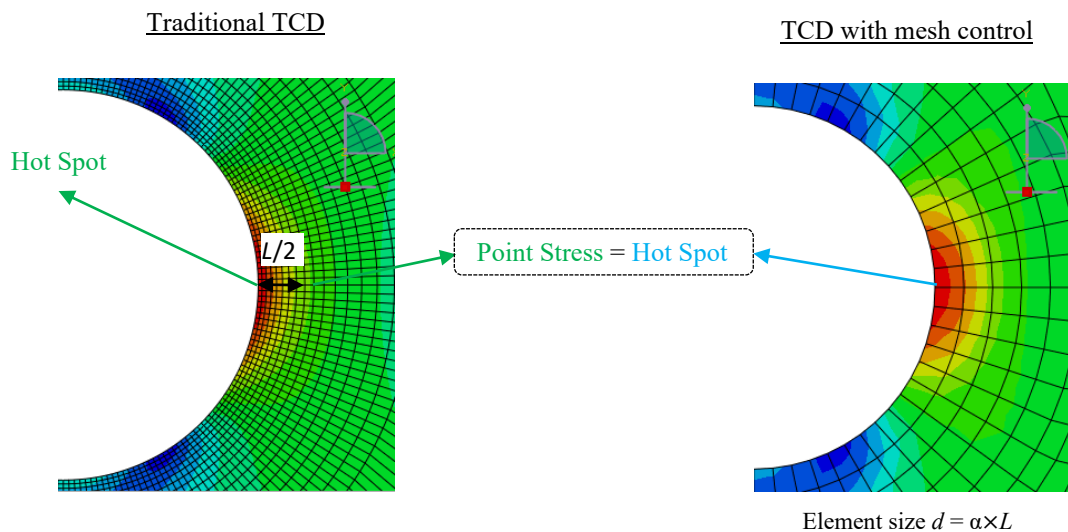 Traditional TCD
TCD with mesh control
Hot Spot
L/2
Point Stress = Hot Spot
Element size d = α×L